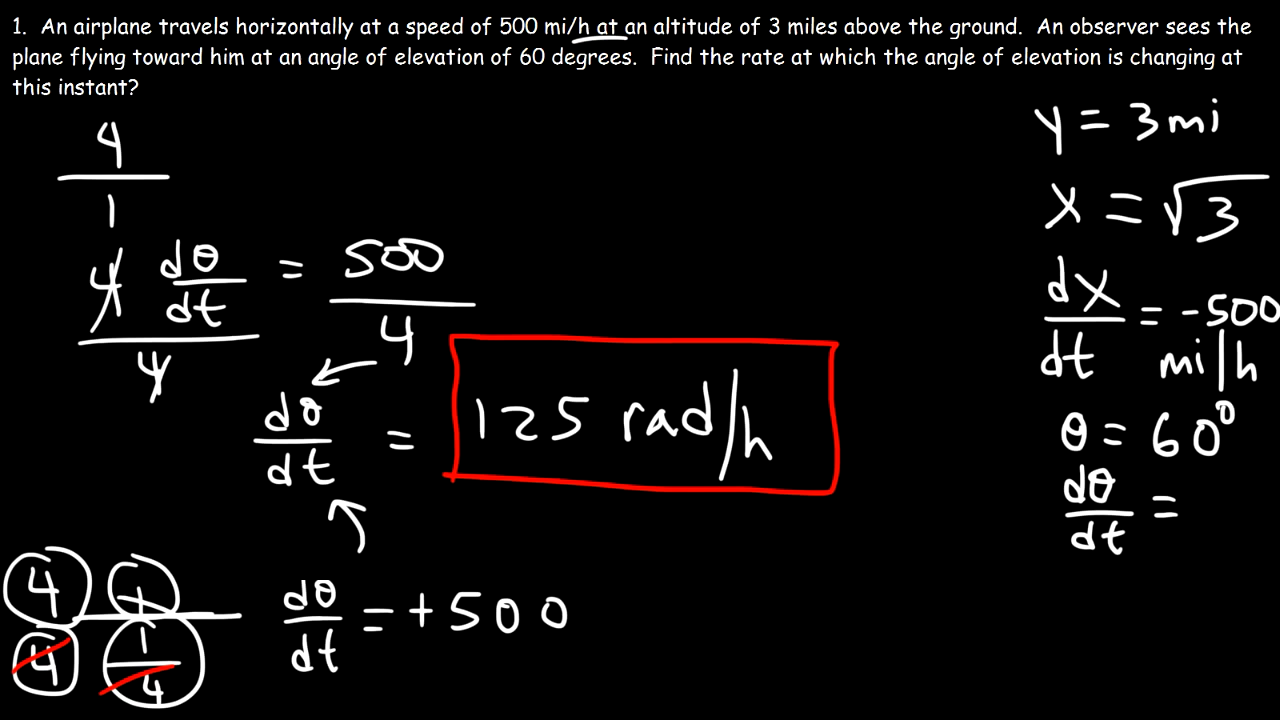 1. An airplane travels horizontally at a speed of 500 mi/h at an altitude of 3 miles above the ground. An observer sees the
plane flying toward him at an angle of elevation of 60 degrees. Find the rate at which the angle of elevation is changing at
this instant?
4
1
4 dθ/dt = 500
4 4
dθ/dt = 125 rad/h
4 1
4 1/4
dθ/dt = +500
y = 3 mi
x = √3
dx/dt = -500
mi/h
θ = 60°
dθ/dt =